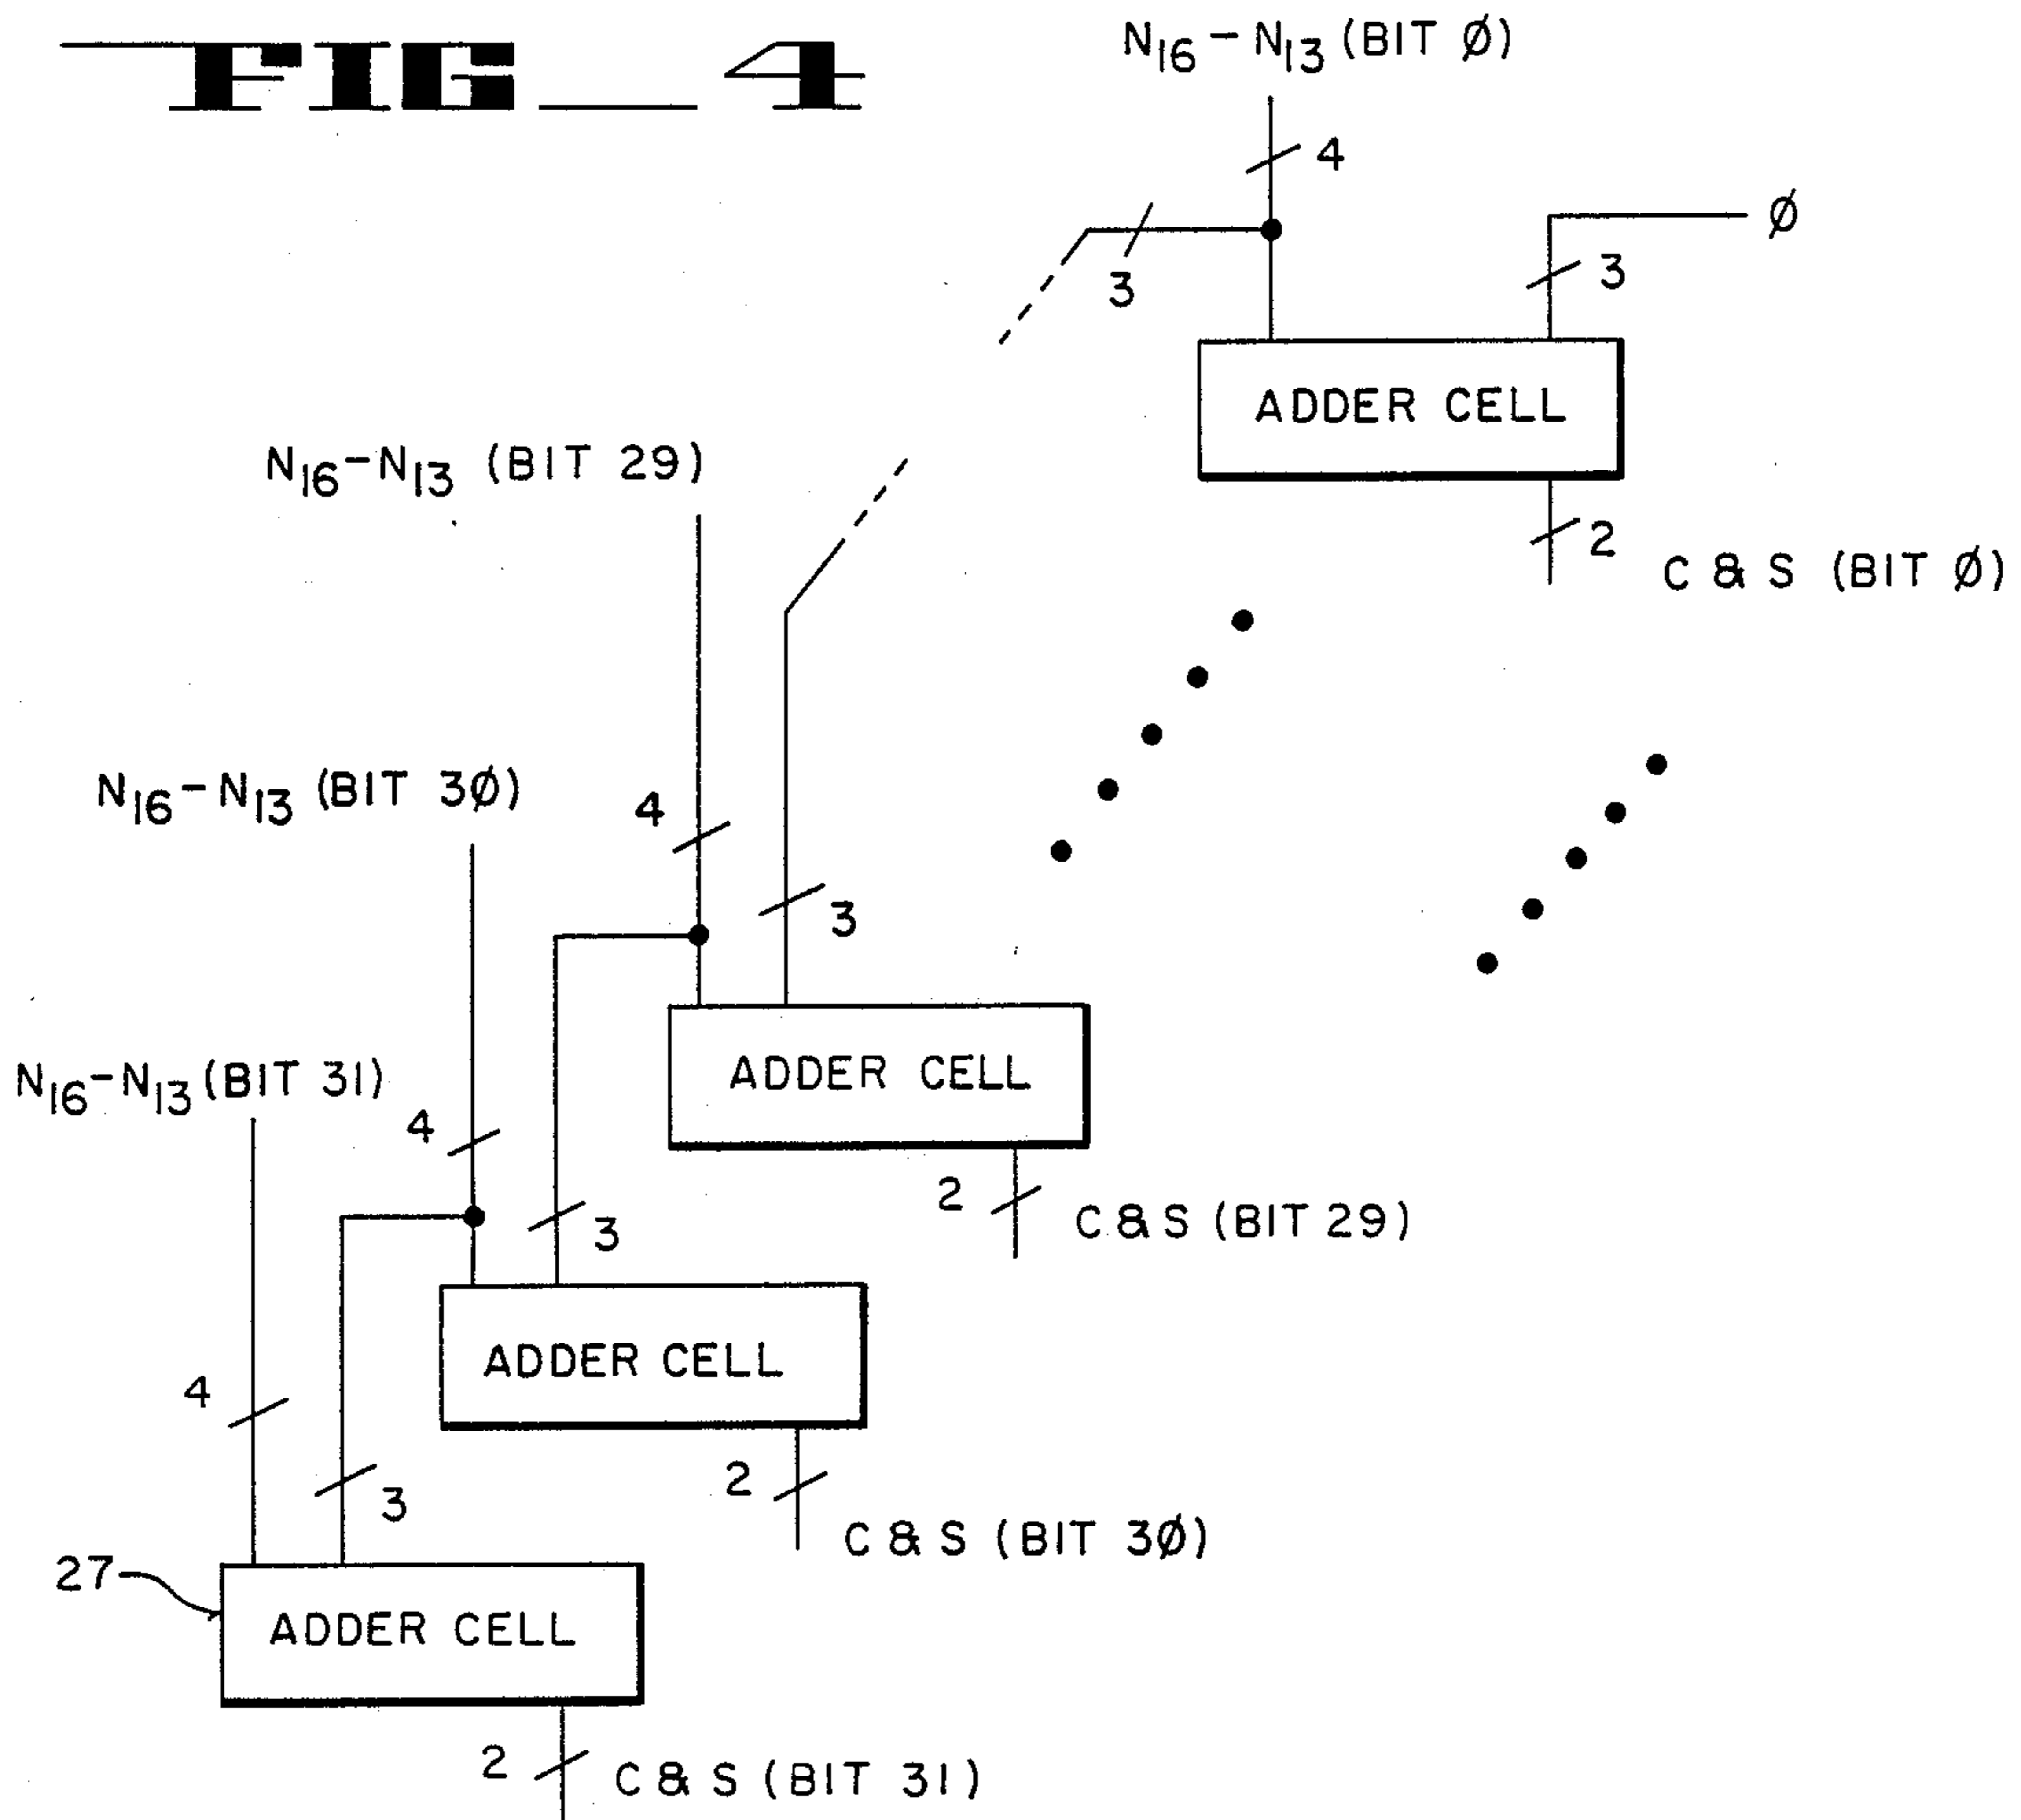 FIG__4
N16-N13 (BIT Ø)
4
3
Ø
3
ADDER CELL
2
C & S (BIT Ø)
N16-N13 (BIT 29)
4
3
ADDER CELL
2
C & S (BIT 29)
N16-N13 (BIT 3Ø)
4
3
ADDER CELL
2
C & S (BIT 3Ø)
N16-N13 (BIT 31)
4
3
27
ADDER CELL
2
C & S (BIT 31)